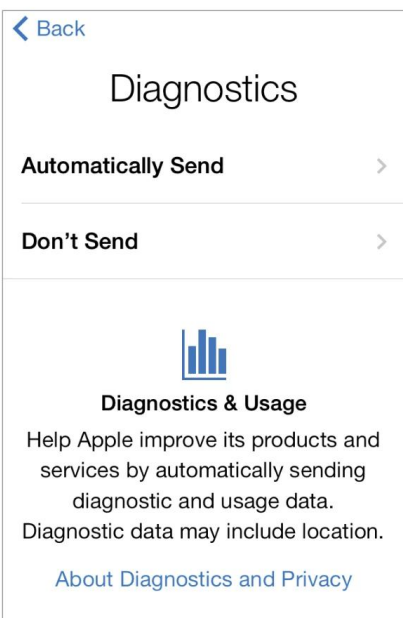 Back
Diagnostics
Automatically Send
Don’t Send
Diagnostics & Usage
Help Apple improve its products and
services by automatically sending
diagnostic and usage data.
Diagnostic data may include location.
About Diagnostics and Privacy